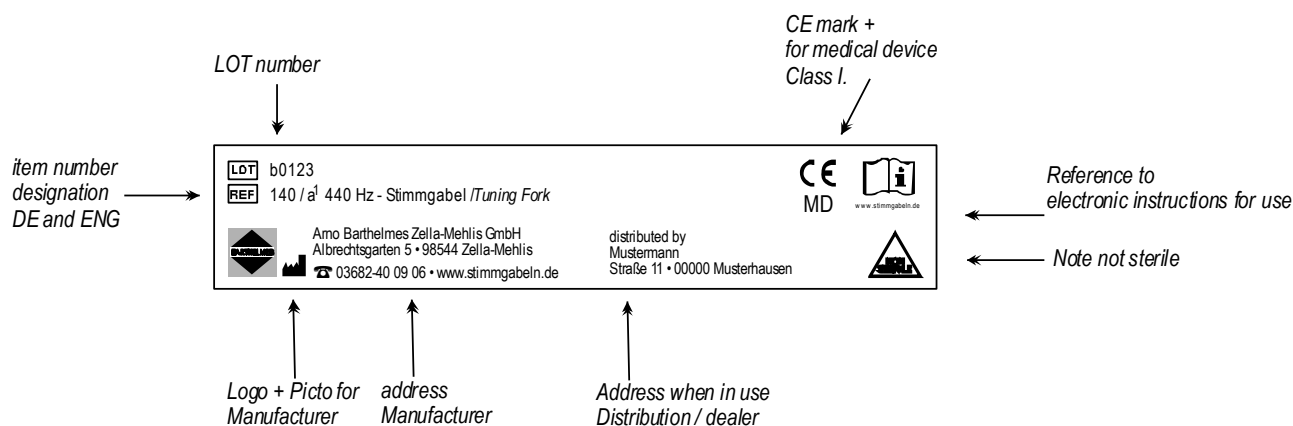 CE mark +
for medical device
Class I.
LOT number
item number
designation
DE and ENG
LOT b0123
REF 140 / a¹ 440 Hz - Stimmgabel /Tuning Fork
CE
MD
i
www.stimmgabeln.de
Reference to
electronic instructions for use
BARTHELMES
Arno Barthelmes Zella-Mehlis GmbH
Albrechtsgarten 5 • 98544 Zella-Mehlis
☎ 03682-40 09 06 • www.stimmgabeln.de
distributed by
Mustermann
Straße 11 • 00000 Musterhausen
NON
STERILE
Note not sterile
Logo + Picto for
Manufacturer
address
Manufacturer
Address when in use
Distribution / dealer